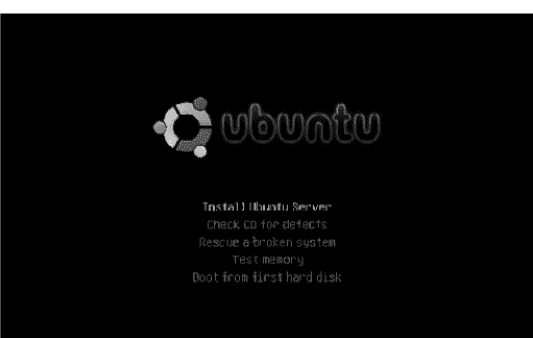 ubuntu
Install Ubuntu Server
Check CD for defects
Rescue a broken system
Test memory
Boot from first hard disk